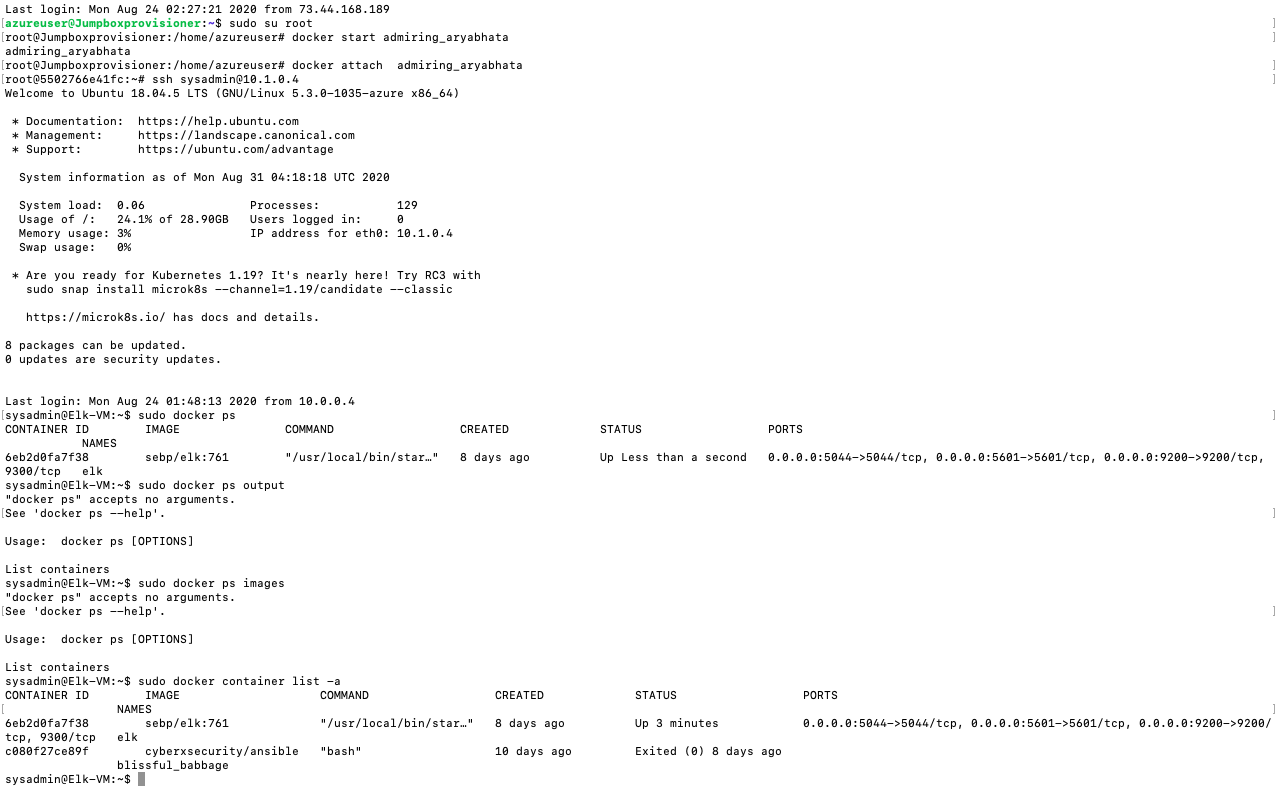 Last login: Mon Aug 24 02:27:21 2020 from 73.44.168.189
[azureuser@Jumpboxprovisioner:~$ sudo su root ]
[root@Jumpboxprovisioner:/home/azureuser# docker start admiring_aryabhata ]
admiring_aryabhata
[root@Jumpboxprovisioner:/home/azureuser# docker attach  admiring_aryabhata ]
[root@5502766e41fc:~# ssh sysadmin@10.1.0.4 ]
Welcome to Ubuntu 18.04.5 LTS (GNU/Linux 5.3.0-1035-azure x86_64)

 * Documentation:  https://help.ubuntu.com
 * Management:     https://landscape.canonical.com
 * Support:        https://ubuntu.com/advantage

  System information as of Mon Aug 31 04:18:18 UTC 2020

  System load:  0.06               Processes:           129
  Usage of /:   24.1% of 28.90GB   Users logged in:     0
  Memory usage: 3%                 IP address for eth0: 10.1.0.4
  Swap usage:   0%

 * Are you ready for Kubernetes 1.19? It's nearly here! Try RC3 with
   sudo snap install microk8s --channel=1.19/candidate --classic

   https://microk8s.io/ has docs and details.

8 packages can be updated.
0 updates are security updates.


Last login: Mon Aug 24 01:48:13 2020 from 10.0.0.4
[sysadmin@Elk-VM:~$ sudo docker ps ]
CONTAINER ID        IMAGE               COMMAND                  CREATED             STATUS                  PORTS
           NAMES
6eb2d0fa7f38        sebp/elk:761        "/usr/local/bin/star…"   8 days ago          Up Less than a second   0.0.0.0:5044->5044/tcp, 0.0.0.0:5601->5601/tcp, 0.0.0.0:9200->9200/tcp,
9300/tcp   elk
sysadmin@Elk-VM:~$ sudo docker ps output
"docker ps" accepts no arguments.
[See 'docker ps --help'. ]

Usage:  docker ps [OPTIONS]

List containers
sysadmin@Elk-VM:~$ sudo docker ps images
"docker ps" accepts no arguments.
[See 'docker ps --help'. ]

Usage:  docker ps [OPTIONS]

List containers
sysadmin@Elk-VM:~$ sudo docker container list -a
CONTAINER ID        IMAGE                    COMMAND                  CREATED             STATUS                  PORTS
[                NAMES ]
6eb2d0fa7f38        sebp/elk:761             "/usr/local/bin/star…"   8 days ago          Up 3 minutes            0.0.0.0:5044->5044/tcp, 0.0.0.0:5601->5601/tcp, 0.0.0.0:9200->9200/
tcp, 9300/tcp   elk
c080f27ce89f        cyberxsecurity/ansible   "bash"                   10 days ago         Exited (0) 8 days ago
                blissful_babbage
sysadmin@Elk-VM:~$